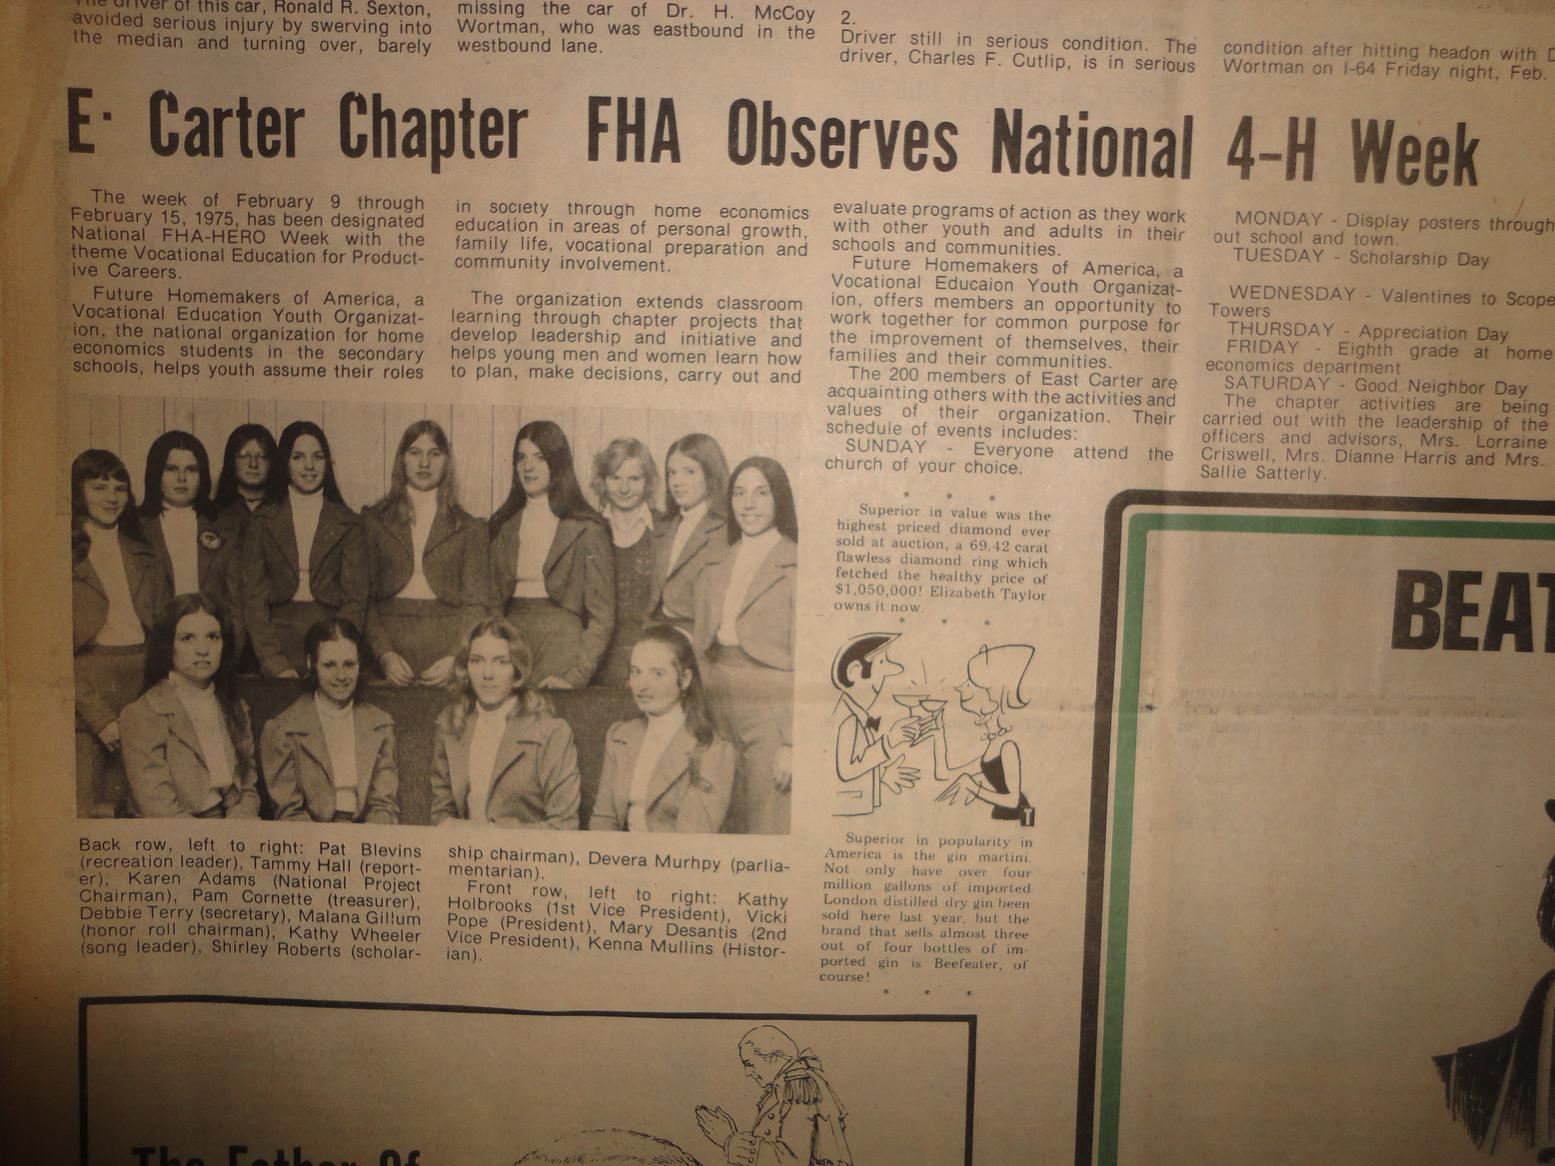 The driver of this car, Ronald R. Sexton,
avoided serious injury by swerving into
the median and turning over, barely
missing the car of Dr. H. McCoy
Wortman, who was eastbound in the
westbound lane.
2.
Driver still in serious condition. The
driver, Charles F. Cutlip, is in serious
condition after hitting headon with D
Wortman on I-64 Friday night, Feb.
E· Carter Chapter FHA Observes National 4-H Week
The week of February 9 through
February 15, 1975, has been designated
National FHA-HERO Week with the
theme Vocational Education for Product-
ive Careers.
Future Homemakers of America, a
Vocational Education Youth Organizat-
ion, the national organization for home
economics students in the secondary
schools, helps youth assume their roles
in society through home economics
education in areas of personal growth,
family life, vocational preparation and
community involvement.
The organization extends classroom
learning through chapter projects that
develop leadership and initiative and
helps young men and women learn how
to plan, make decisions, carry out and
evaluate programs of action as they work
with other youth and adults in their
schools and communities.
Future Homemakers of America, a
Vocational Educaion Youth Organizat-
ion, offers members an opportunity to
work together for common purpose for
the improvement of themselves, their
families and their communities.
The 200 members of East Carter are
acquainting others with the activities and
values of their organization. Their
schedule of events includes:
SUNDAY - Everyone attend the
church of your choice.
MONDAY - Display posters through
out school and town.
TUESDAY - Scholarship Day
WEDNESDAY - Valentines to Scope
Towers
THURSDAY - Appreciation Day
FRIDAY - Eighth grade at home
economics department
SATURDAY - Good Neighbor Day
The chapter activities are being
carried out with the leadership of the
officers and advisors, Mrs. Lorraine
Criswell, Mrs. Dianne Harris and Mrs.
Sallie Satterly.
Back row, left to right: Pat Blevins
(recreation leader), Tammy Hall (report-
er), Karen Adams (National Project
Chairman), Pam Cornette (treasurer),
Debbie Terry (secretary), Malana Gillum
(honor roll chairman), Kathy Wheeler
(song leader), Shirley Roberts (scholar-
ship chairman), Devera Murhpy (parlia-
mentarian).
Front row, left to right: Kathy
Holbrooks (1st Vice President), Vicki
Pope (President), Mary Desantis (2nd
Vice President), Kenna Mullins (Histor-
ian).
* * *
Superior in value was the
highest priced diamond ever
sold at auction, a 69.42 carat
flawless diamond ring which
fetched the healthy price of
$1,050,000! Elizabeth Taylor
owns it now.
* * *
T
Superior in popularity in
America is the gin martini.
Not only have over four
million gallons of imported
London distilled dry gin been
sold here last year, but the
brand that sells almost three
out of four bottles of im-
ported gin is Beefeater, of
course!
* * *
BEAT
The Father Of